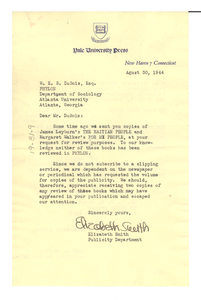 Yale University Press
New Haven 7 Connecticut
August 30, 1944
W. E. B. DuBois, Esq.
PHYLON
Department of Sociology
Atlanta University
Atlanta, Georgia
Dear Mr. DuBois:
Some time ago we sent you copies of
James Leyburn's THE HAITIAN PEOPLE and
Margaret Walker's FOR MY PEOPLE, at
your request for review purposes. To our
knowledge neither of these books has been
reviewed in PHYLON.
Since we do not subscribe to a clipping
service, we are dependent on the newspaper
or periodical which has requested the volume
for copies of the publicity. We should,
therefore, appreciate receiving two copies
of any review of these books which may have
appeared in your publication and escaped
our attention.
Sincerely yours,
Elizabeth Smith
Elizabeth Smith
Publicity Department